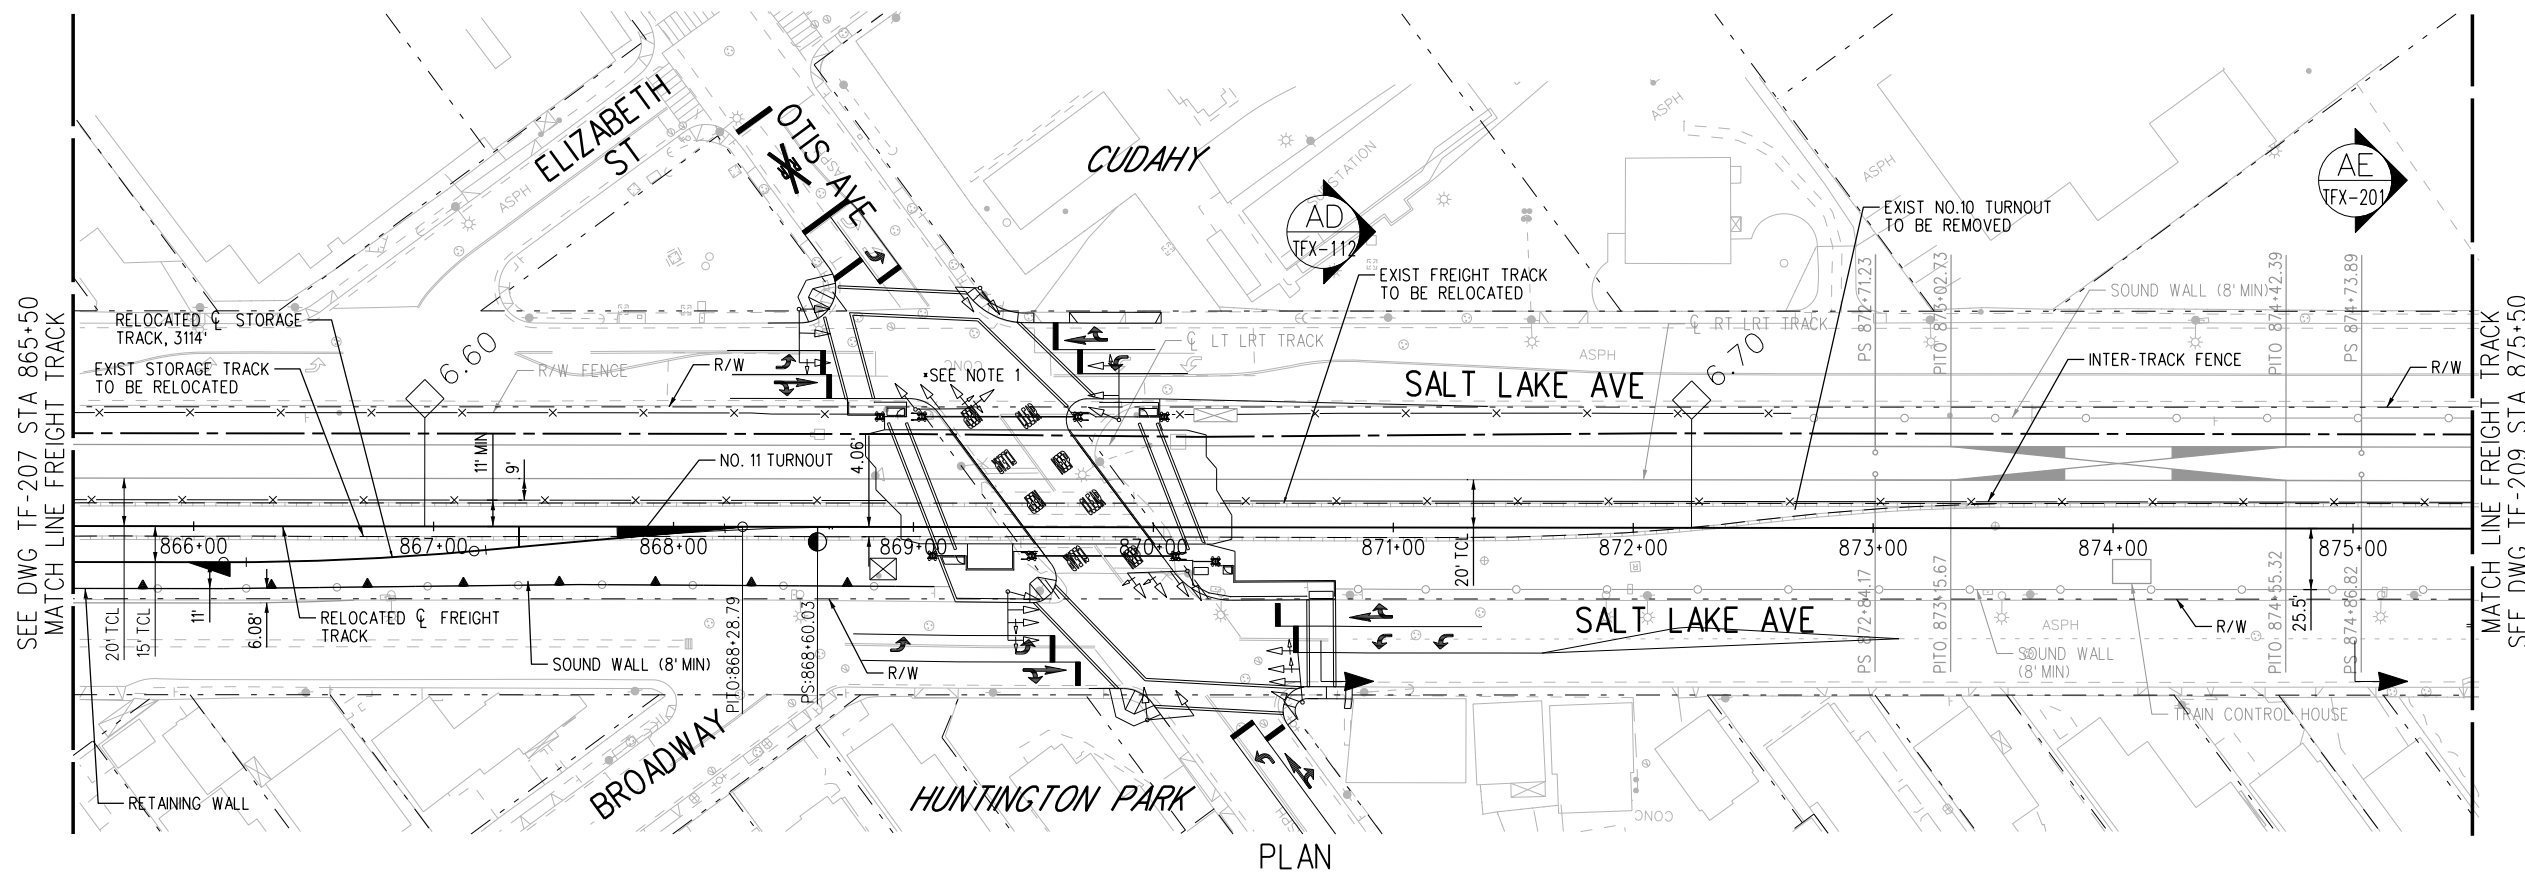 SEE DWG TF-207 STA 865+50
MATCH LINE FREIGHT TRACK
ELIZABETH
ST
OTIS AVE
ASPH
ASPH
CUDAHY
SUBSTATION
ASPH
ASPH
AD
TFX-112
AE
TFX-201
EXIST NO.10 TURNOUT
TO BE REMOVED
EXIST FREIGHT TRACK
TO BE RELOCATED
RELOCATED ℄ STORAGE
TRACK, 3114'
EXIST STORAGE TRACK
TO BE RELOCATED
6.60
R/W FENCE
R/W
CONC
*SEE NOTE 1
℄ LT LRT TRACK
℄ RT LRT TRACK
ASPH
SALT LAKE AVE
6.70
PS 872+71.23
PITO 873+02.73
SOUND WALL (8' MIN)
PITO 874+42.39
PS 874+73.89
INTER-TRACK FENCE
R/W
11' MIN
9'
NO. 11 TURNOUT
4.06'
866+00
867+00
868+00
869+00
870+00
871+00
872+00
873+00
874+00
875+00
20' TCL
15' TCL
11'
6.08'
20' TCL
25.5'
RELOCATED ℄ FREIGHT
TRACK
SOUND WALL (8' MIN)
PITO:868+28.79
PS:868+60.03
R/W
SALT LAKE AVE
PS 872+84.17
PITO 873+15.67
SOUND WALL
(8' MIN)
ASPH
R/W
PITO 874+55.32
PS 874+86.82
TRAIN CONTROL HOUSE
RETAINING WALL
BROADWAY
HUNTINGTON PARK
ASPH
CONC
PLAN
MATCH LINE FREIGHT TRACK
SEE DWG TF-209 STA 875+50